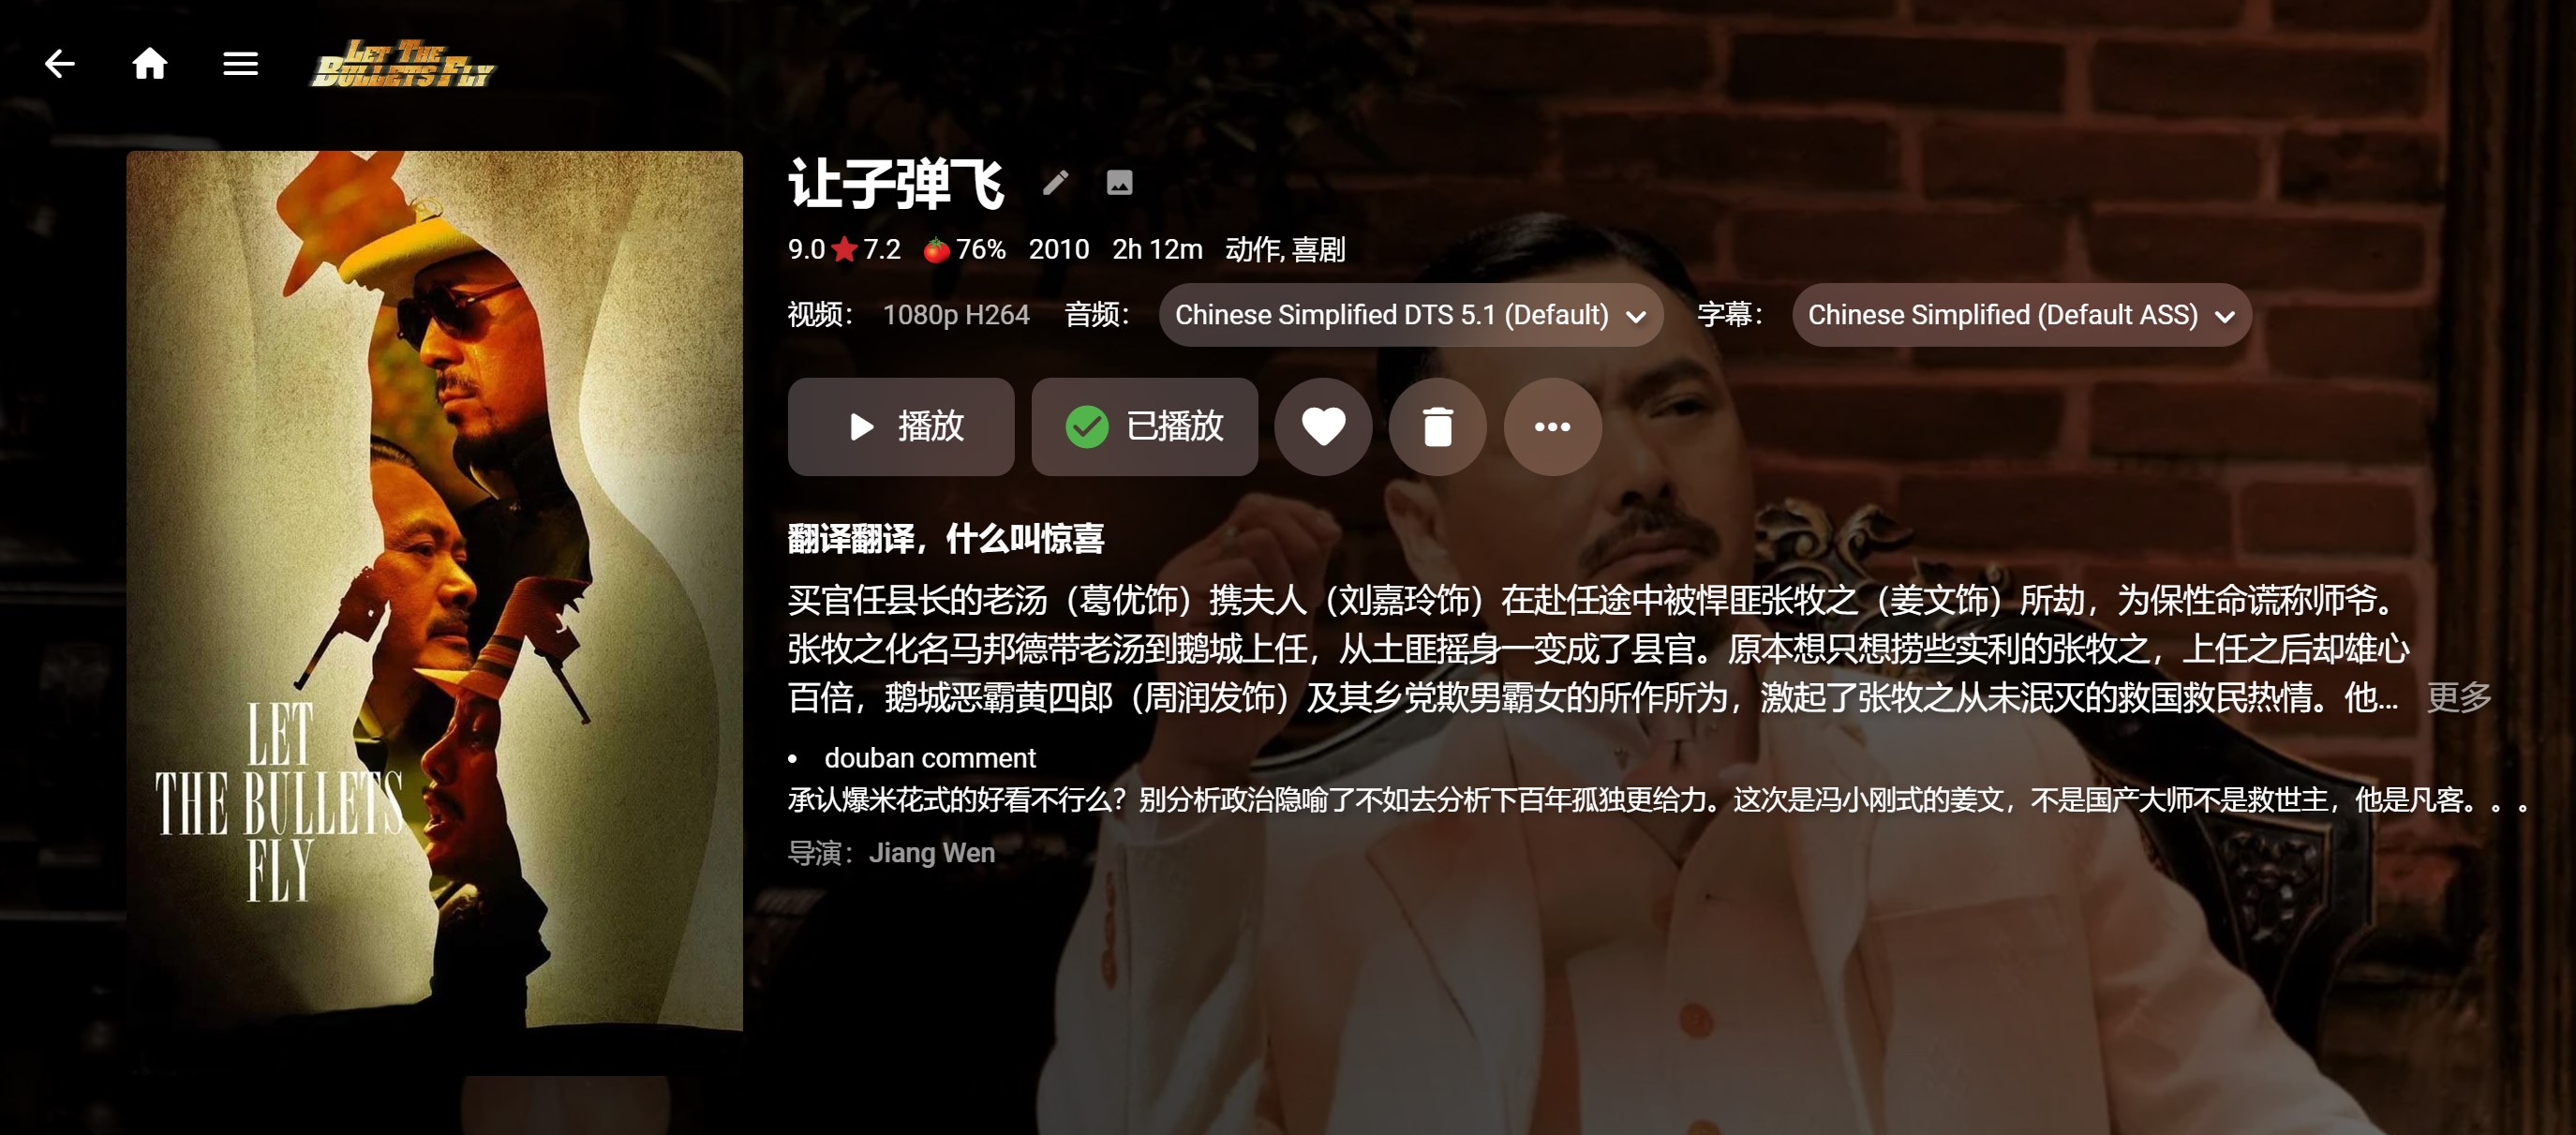 LET THE
BULLETS FLY
让子弹飞
9.0 7.2 76% 2010 2h 12m 动作, 喜剧
视频： 1080p H264 音频： Chinese Simplified DTS 5.1 (Default) 字幕： Chinese Simplified (Default ASS)
播放 已播放
翻译翻译，什么叫惊喜
买官任县长的老汤（葛优饰）携夫人（刘嘉玲饰）在赴任途中被悍匪张牧之（姜文饰）所劫，为保性命谎称师爷。
张牧之化名马邦德带老汤到鹅城上任，从土匪摇身一变成了县官。原本想只想捞些实利的张牧之，上任之后却雄心
百倍，鹅城恶霸黄四郎（周润发饰）及其乡党欺男霸女的所作所为，激起了张牧之从未泯灭的救国救民热情。他... 更多
• douban comment
承认爆米花式的好看不行么？别分析政治隐喻了不如去分析下百年孤独更给力。这次是冯小刚式的姜文，不是国产大师不是救世主，他是凡客。。。
导演：Jiang Wen
LET
THE BULLETS
FLY